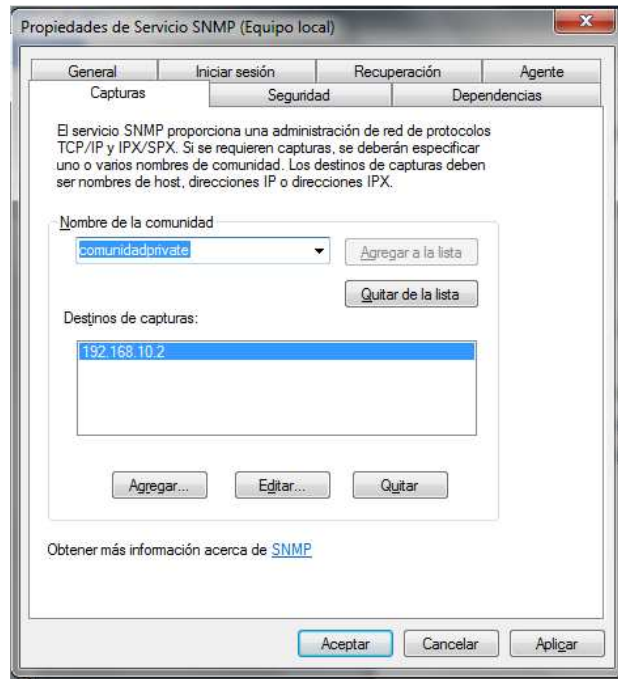 Propiedades de Servicio SNMP (Equipo local)
General
Iniciar sesión
Recuperación
Agente
Capturas
Seguridad
Dependencias
El servicio SNMP proporciona una administración de red de protocolos
TCP/IP y IPX/SPX. Si se requieren capturas, se deberán especificar
uno o varios nombres de comunidad. Los destinos de capturas deben
ser nombres de host, direcciones IP o direcciones IPX.
Nombre de la comunidad
comunidadprivate
Agregar a la lista
Quitar de la lista
Destinos de capturas:
192.168.10.2
Agregar...
Editar...
Quitar
Obtener más información acerca de SNMP
Aceptar
Cancelar
Aplicar